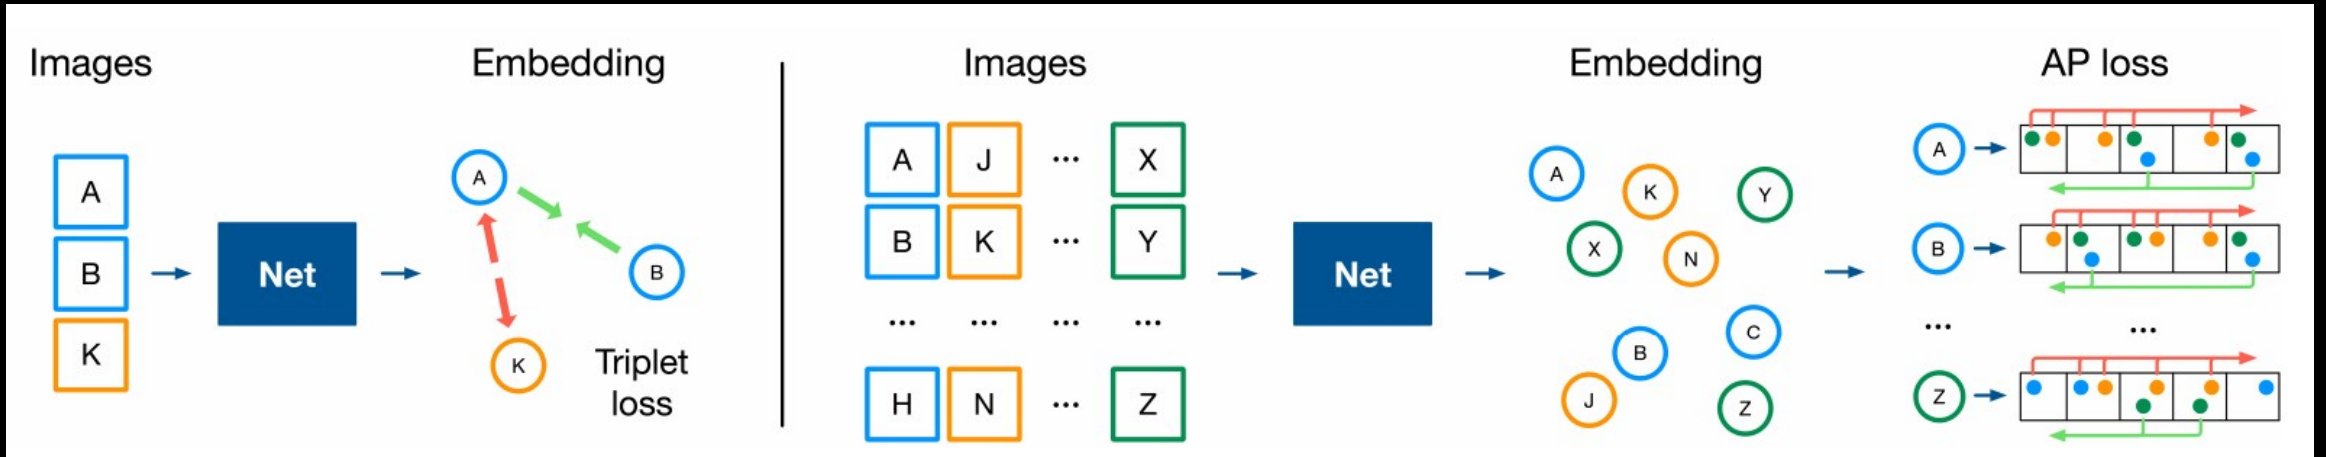 Images
Embedding
A
B
K
Net
A
B
K
Triplet
loss
Images
Embedding
AP loss
A J ... X
B K ... Y
... ... ... ...
H N ... Z
Net
A
K
Y
X
N
C
B
J
Z
A
B
... ...
Z